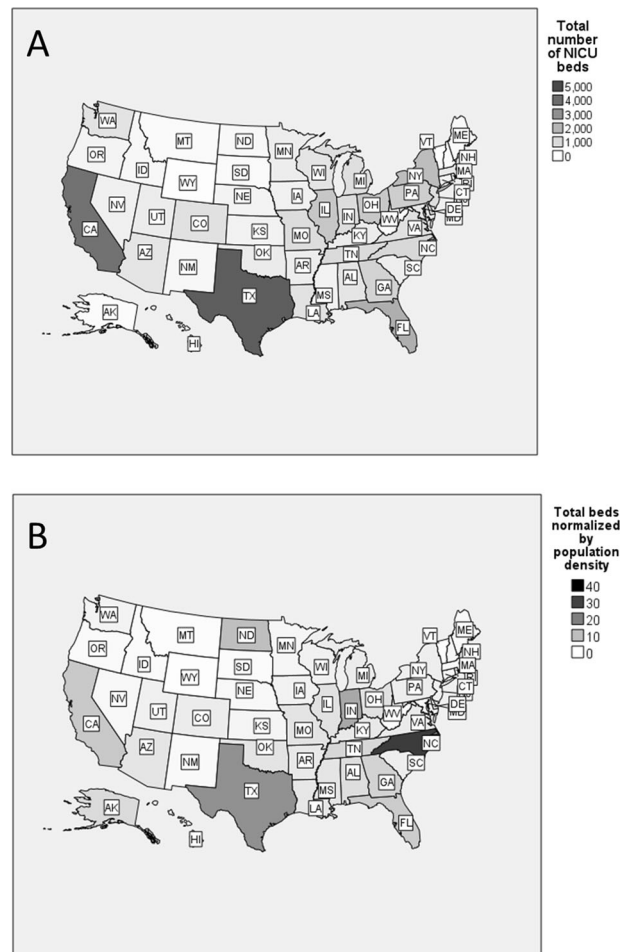 A
Total
number
of NICU
beds
5,000
4,000
3,000
2,000
1,000
0
WA
MT
ND
MN
VT
ME
OR
ID
SD
WI
MI
NY
NH
MA
WY
NE
IA
PA
CT
NV
UT
CO
IL
IN
OH
DE
MD
CA
KS
MO
KY
WV
VA
AZ
NM
OK
AR
TN
NC
TX
MS
AL
GA
SC
LA
FL
AK
HI
B
Total beds
normalized
by
population
density
40
30
20
10
0
WA
MT
ND
MN
VT
ME
OR
ID
SD
WI
MI
NY
NH
MA
WY
NE
IA
PA
CT
NV
UT
CO
IL
IN
OH
DE
CA
KS
MO
KY
WV
VA
AZ
NM
OK
AR
TN
NC
TX
MS
AL
GA
SC
LA
FL
AK
HI